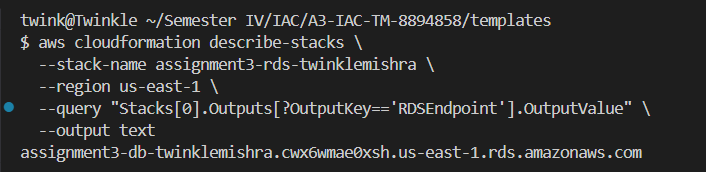 twink@Twinkle ~/Semester IV/IAC/A3-IAC-TM-8894858/templates
$ aws cloudformation describe-stacks \
--stack-name assignment3-rds-twinklemishra \
--region us-east-1 \
--query "Stacks[0].Outputs[?OutputKey=='RDSEndpoint'].OutputValue" \
--output text
assignment3-db-twinklemishra.cwx6wmae0xsh.us-east-1.rds.amazonaws.com